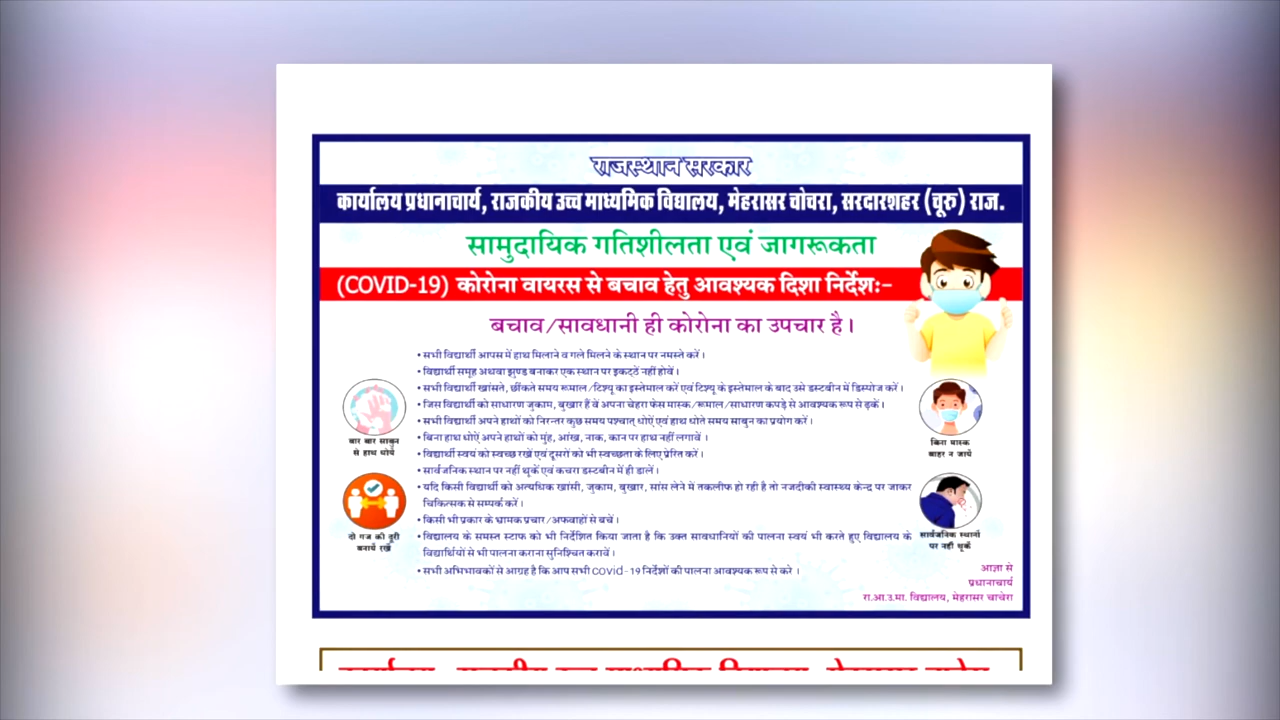 राजस्थान सरकार
कार्यालय प्रधानाचार्य, राजकीय उच्च माध्यमिक विद्यालय, मेहरासर चोचरा, सरदारशहर (चूरु) राज.
सामुदायिक गतिशीलता एवं जागरूकता
(COVID-19) कोरोना वायरस से बचाव हेतु आवश्यक दिशा निर्देश:-
बचाव/सावधानी ही कोरोना का उपचार है।
• सभी विद्यार्थी आपस में हाथ मिलाने व गले मिलने के स्थान पर नमस्ते करें।
• विद्यार्थी समूह अथवा झुण्ड बनाकर एक स्थान पर इकट्ठें नहीं होवें।
• सभी विद्यार्थी खांसते, छींकते समय रूमाल/टिश्यू का इस्तेमाल करें एवं टिश्यू के इस्तेमाल के बाद उसे डस्टबीन में डिस्पोज करें।
• जिस विद्यार्थी को साधारण जुकाम, बुखार हैं वें अपना चेहरा फेस मास्क/रूमाल/साधारण कपड़े से आवश्यक रूप से ढ़कें।
• सभी विद्यार्थी अपने हाथों को निरन्तर कुछ समय पश्चात् धोऐं एवं हाथ धोते समय साबुन का प्रयोग करें।
• बिना हाथ धोऐं अपने हाथों को मुंह, आंख, नाक, कान पर हाथ नहीं लगावें ।
• विद्यार्थी स्वयं को स्वच्छ रखें एवं दूसरों को भी स्वच्छता के लिए प्रेरित करें।
• सार्वजनिक स्थान पर नहीं थूकें एवं कचरा डस्टबीन में ही डालें।
• यदि किसी विद्यार्थी को अत्यधिक खांसी, जुकाम, बुखार, सांस लेने में तकलीफ हो रही है तो नजदीकी स्वास्थ्य केन्द्र पर जाकर
चिकित्सक से सम्पर्क करें।
• किसी भी प्रकार के भ्रामक प्रचार/अफवाहों से बचें।
• विद्यालय के समस्त स्टाफ को भी निर्देशित किया जाता है कि उक्त सावधानियों की पालना स्वयं भी करते हुए विद्यालय के
विद्यार्थियों से भी पालना कराना सुनिश्चित करावें।
• सभी अभिभावकों से आग्रह है कि आप सभी covid-19 निर्देशों की पालना आवश्यक रूप से करे ।
बार बार साबुन
से हाथ धोयें
दो गज की दूरी
बनायें रखें
बिना मास्क
बाहर न जायें
सार्वजनिक स्थानों
पर नहीं थूकें
आज्ञा से
प्रधानाचार्य
रा.आ.उ.मा. विद्यालय, मेहरासर चाचेरा